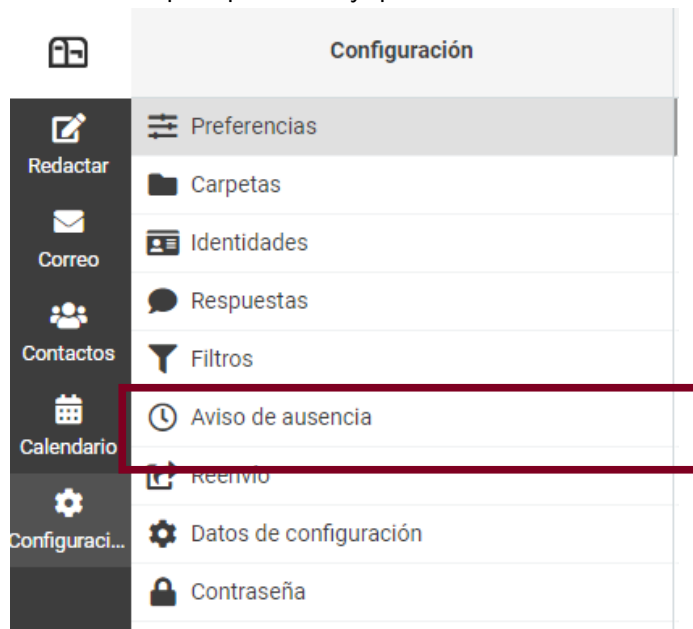 Configuración
Preferencias
Redactar
Carpetas
Identidades
Correo
Respuestas
Contactos
Filtros
Aviso de ausencia
Calendario
Reenvío
Configuraci...
Datos de configuración
Contraseña